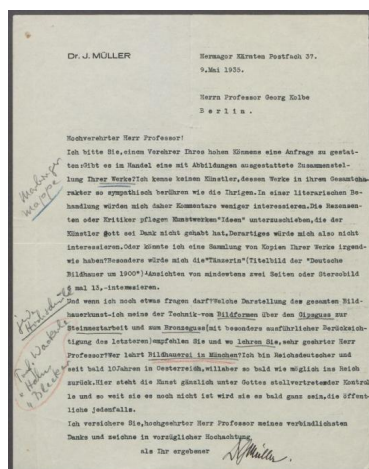 Dr. J. MÜLLER
Hermagor Kärnten Postfach 37.
9.Mai 1935.
Herrn Professor Georg Kolbe
Berlin.
Hochverehrter Herr Professor!
Ich bitte Sie,einem Verehrer Ihres hohen Könnens eine Anfrage zu gestat-
ten:Gibt es im Handel eine mit Abbildungen ausgestattete Zusammenstel-
lung Ihrer Werke?Ich kenne keinen Künstler,dessen Werke in ihrem Gesamtcha-
rakter so sympathisch berühren wie die Ihrigen.In einer literarischen Be-
handlung würden mich daher Kommentare weniger interessieren.Die Rezensen-
ten oder Kritiker pflegen Kunstwerken"Ideen" unterzuschieben,die der
Künstler Gott sei Dank nicht gehabt hat.Derartiges würde mich also nicht
interessieren.Oder könnte ich eine Sammlung von Kopien Ihrer Werke irgend-
wie haben?Besonders würde mich die"Tänzerin"(Titelbild der "Deutsche
Bildhauer um 1900")Ansichten von mindestens zwei Seiten oder Stereobild
mal 13.-interessieren.
Und wenn ich noch etwas fragen darf?Welche Darstellung des gesamten Bild-
hauerkunst-ich meine der Technik-vom Bildformen über den Gipsguss zur
Steinmetzarbeit und zum Bronzeguss(mit besonders ausführlicher Berücksich-
tigung des letzteren)empfehlen Sie und wo lehren Sie,sehr geehrter Herr
Professor?Wer lehrt Bildhauerei in München?Ich bin Reichsdeutscher und
seit bald 10Jahren in Oesterreich,will aber so bald wie möglich ins Reich
zurück.Hier steht die Kunst gänzlich unter Gottes stellvertretender Kontrol
le und so weit sie es noch nicht ist wird sie es bald ganz sein,die öffent-
liche jedenfalls.
Ich versichere Sie,hochgeehrter Herr Professor meines verbindlichsten
Danks und zeichne in vorzüglicher Hochachtung
als Ihr ergebener
Müller.
Marburger
Mappe
Prof. Wackerle
" Hahn
" Bleeker